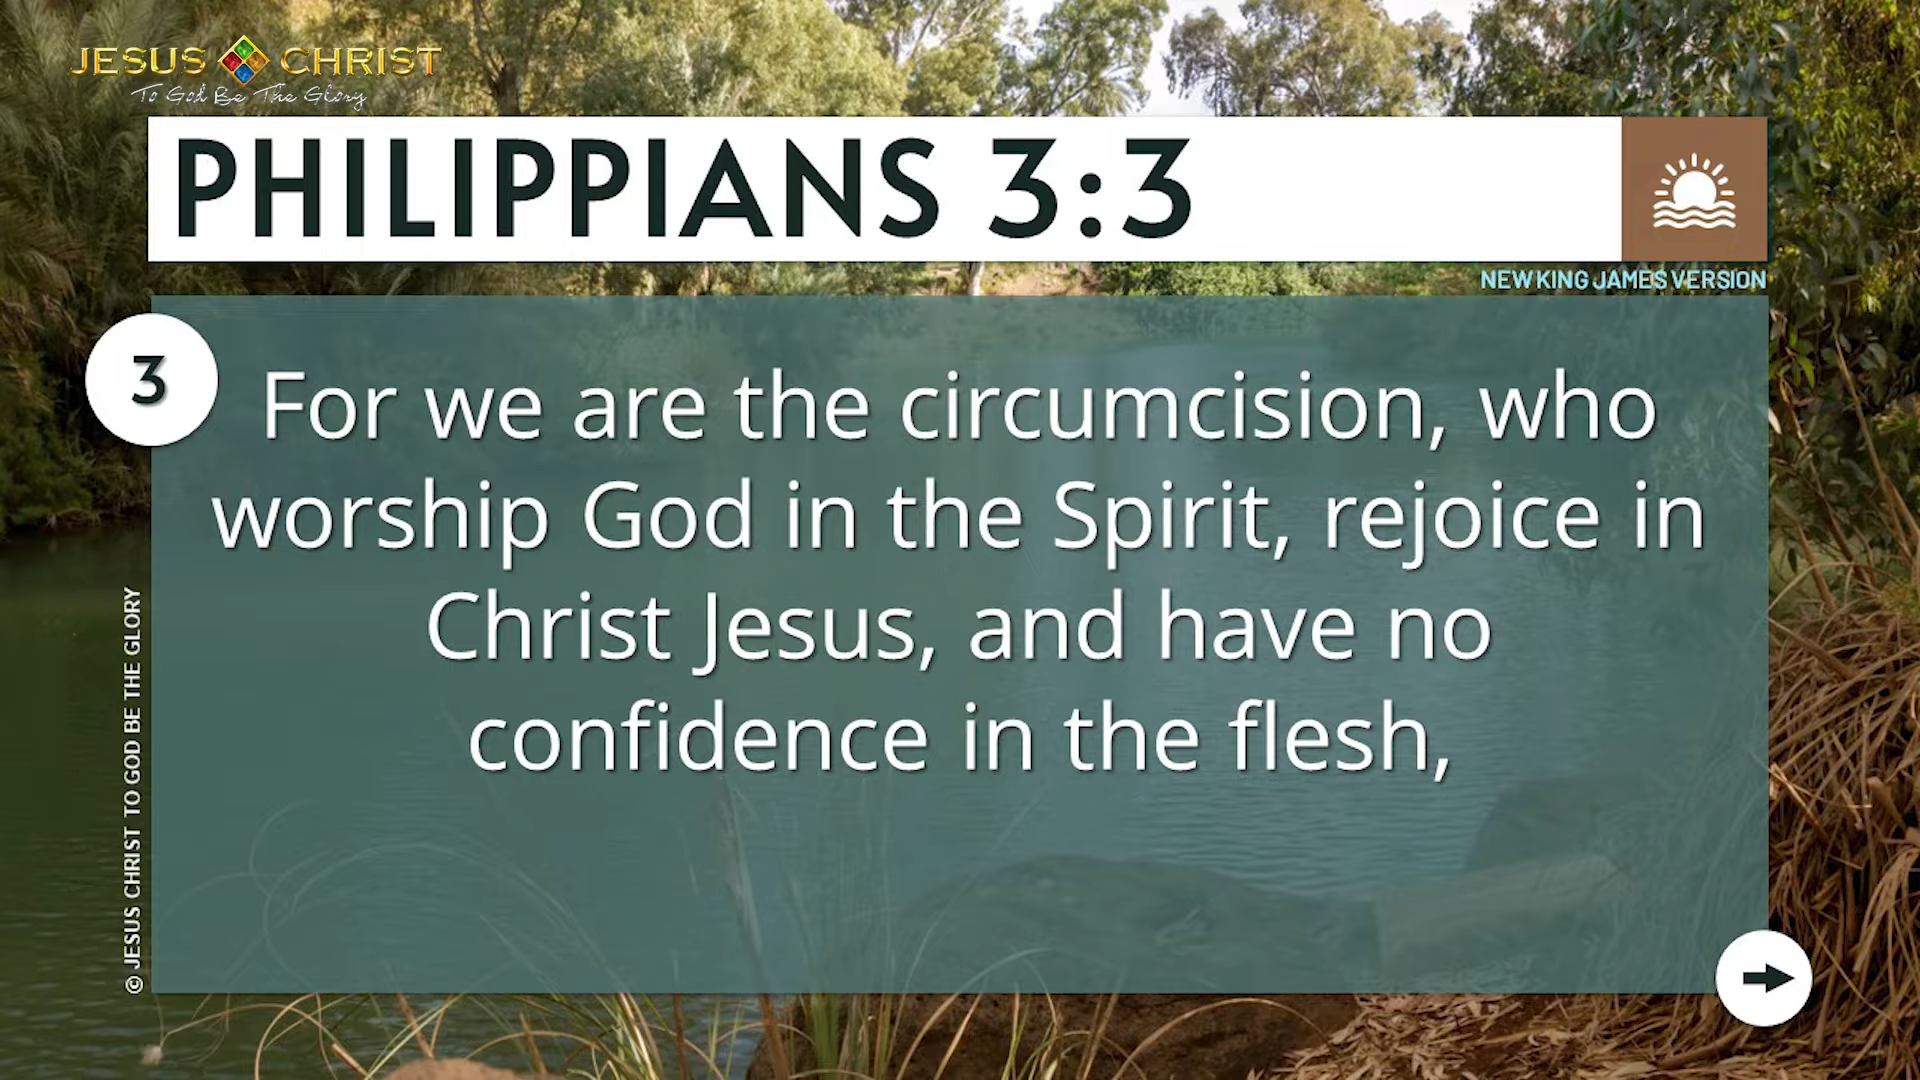 JESUS CHRIST
To God Be The Glory
PHILIPPIANS 3:3
NEW KING JAMES VERSION
3
For we are the circumcision, who
worship God in the Spirit, rejoice in
Christ Jesus, and have no
confidence in the flesh,
© JESUS CHRIST TO GOD BE THE GLORY